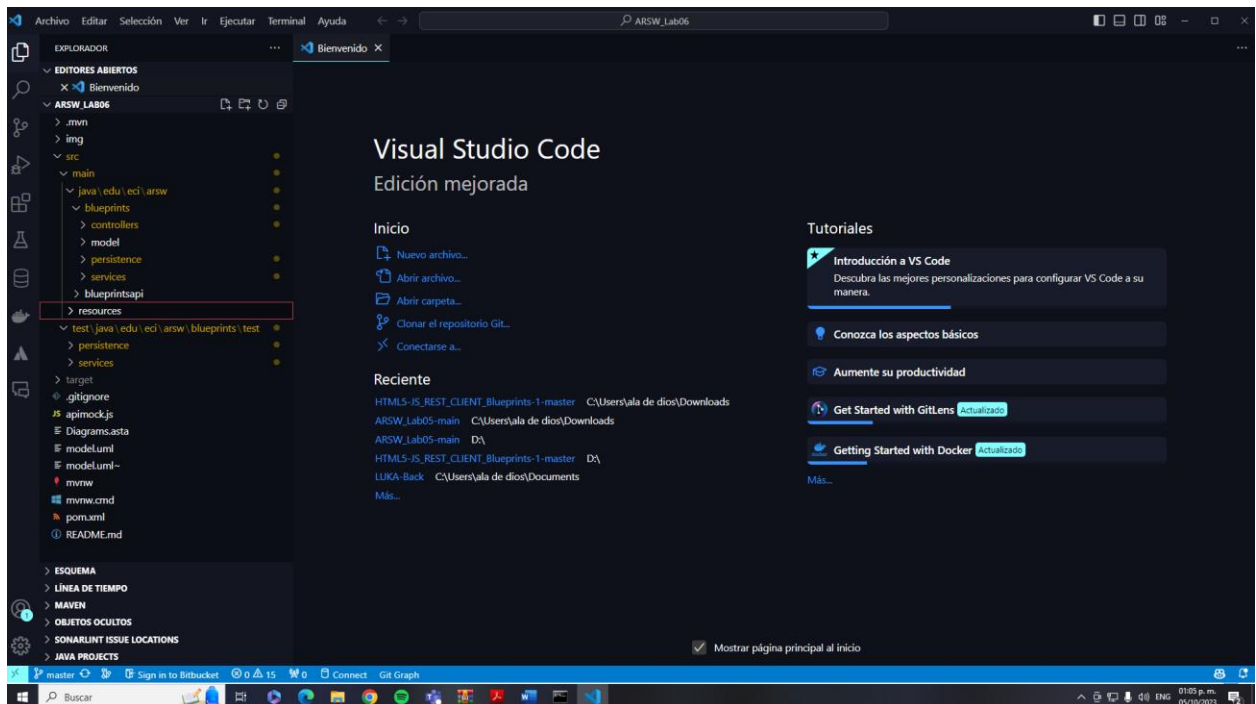 Archivo Editar Selección Ver Ir Ejecutar Terminal Ayuda ARSW_Lab06
EXPLORADOR
EDITORES ABIERTOS
Bienvenido
ARSW_LAB06
.mvn
img
src
main
java\edu\eci\arsw
blueprints
controllers
model
persistence
services
blueprintsapi
resources
test\java\edu\eci\arsw\blueprints\test
persistence
services
target
.gitignore
JS apimock.js
Diagrams.asta
model.uml
model.uml~
mvnw
mvnw.cmd
pom.xml
README.md
ESQUEMA
LÍNEA DE TIEMPO
MAVEN
OBJETOS OCULTOS
SONARLINT ISSUE LOCATIONS
JAVA PROJECTS
Bienvenido
Visual Studio Code
Edición mejorada
Inicio
Nuevo archivo...
Abrir archivo...
Abrir carpeta...
Clonar el repositorio Git...
Conectarse a...
Reciente
HTML5-JS_REST_CLIENT_Blueprints-1-master C:\Users\ala de dios\Downloads
ARSW_Lab05-main C:\Users\ala de dios\Downloads
ARSW_Lab05-main D:\
HTML5-JS_REST_CLIENT_Blueprints-1-master D:\
LUKA-Back C:\Users\ala de dios\Documents
Más...
Tutoriales
Introducción a VS Code
Descubra las mejores personalizaciones para configurar VS Code a su
manera.
Conozca los aspectos básicos
Aumente su productividad
Get Started with GitLens Actualizado
Getting Started with Docker Actualizado
Más...
Mostrar página principal al inicio
master Sign in to Bitbucket 0 15 0 Connect Git Graph
Buscar ENG 01:05 p. m.
05/10/2023